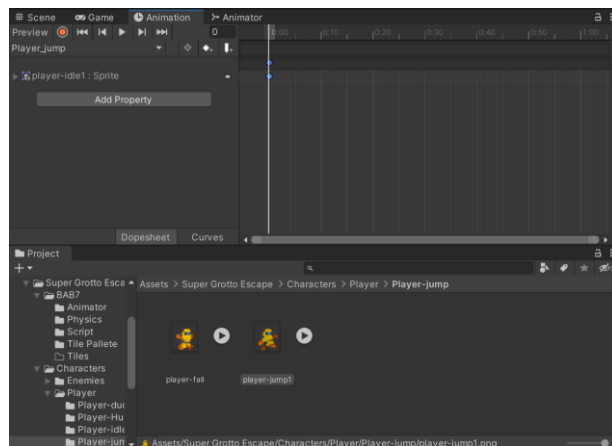 Scene Game Animation Animator
Preview 0 0:00 0:10 0:20 0:30 0:40 0:50 1:00
Player_jump
player-idle1 : Sprite
Add Property
Dopesheet Curves
Project
Super Grotto Esca Assets > Super Grotto Escape > Characters > Player > Player-jump
BAB7
Animator
Physics
Script
Tile Pallete
Tiles
Characters
Enemies
Player
Player-du
Player-Hu
Player-idle
Player-jum
player-fall player-jump1
Assets/Super Grotto Escape/Characters/Player/Player-jump/player-jump1.png